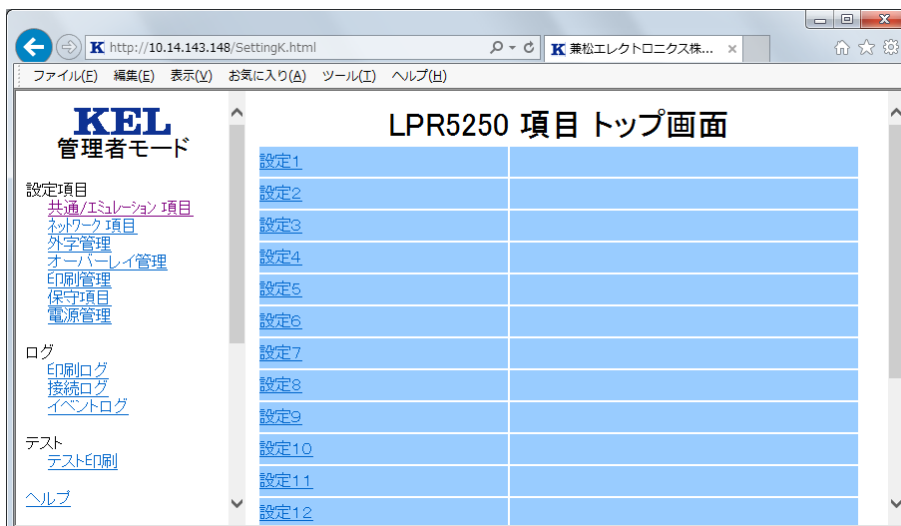 http://10.14.143.148/SettingK.html
兼松エレクトロニクス株...
ファイル(F) 編集(E) 表示(V) お気に入り(A) ツール(T) ヘルプ(H)
KEL
管理者モード
設定項目
共通/エミュレーション 項目
ネットワーク 項目
外字管理
オーバーレイ管理
印刷管理
保守項目
電源管理
ログ
印刷ログ
接続ログ
イベントログ
テスト
テスト印刷
ヘルプ
LPR5250 項目 トップ画面
設定1
設定2
設定3
設定4
設定5
設定6
設定7
設定8
設定9
設定10
設定11
設定12